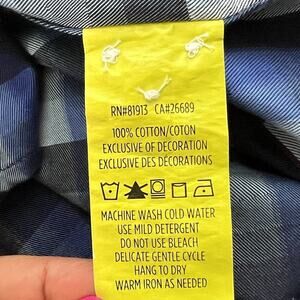 RN#81913 CA#26689
100% COTTON/COTON
EXCLUSIVE OF DECORATION
EXCLUSIVE DES DÉCORATIONS
MACHINE WASH COLD WATER
USE MILD DETERGENT
DO NOT USE BLEACH
DELICATE GENTLE CYCLE
HANG TO DRY
WARM IRON AS NEEDED